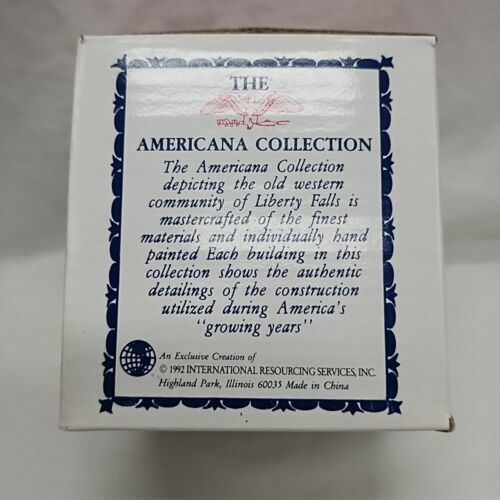 THE
AMERICANA COLLECTION
The Americana Collection
depicting the old western
community of Liberty Falls is
mastercrafted of the finest
materials and individually hand
painted Each building in this
collection shows the authentic
detailings of the construction
utilized during America's
"growing years"
An Exclusive Creation of
© 1992 INTERNATIONAL RESOURCING SERVICES, INC.
Highland Park, Illinois 60035 Made in China